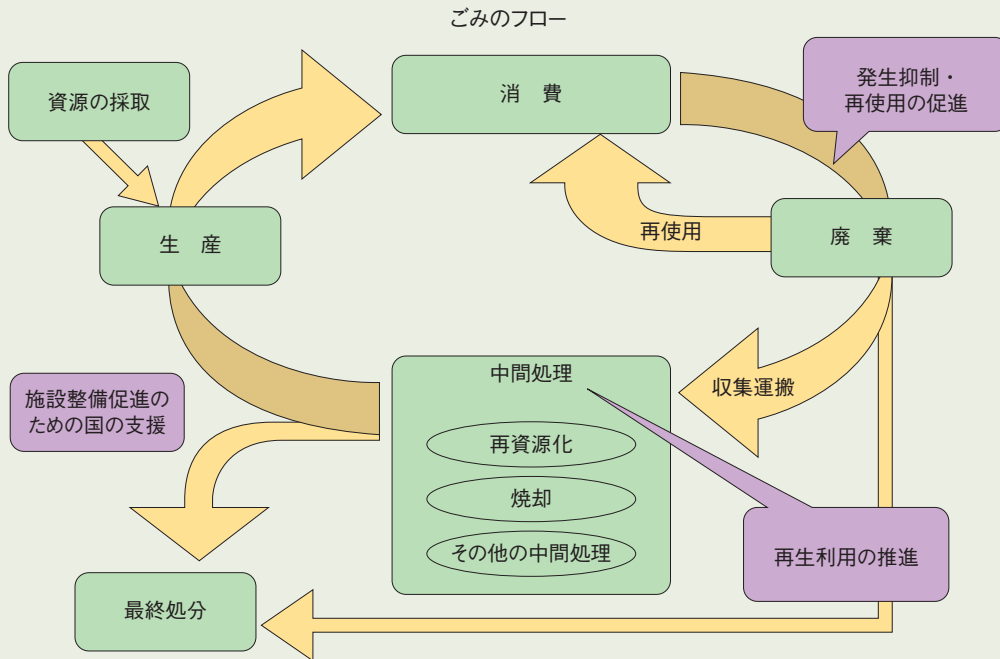 ごみのフロー
資源の採取
消　費
発生抑制・
再使用の促進
生　産
再使用
廃　棄
中間処理
収集運搬
施設整備促進の
ための国の支援
再資源化
焼却
その他の中間処理
再生利用の推進
最終処分